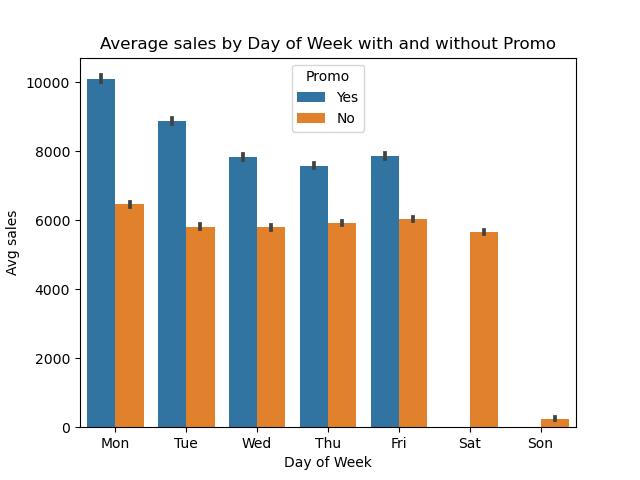 Average sales by Day of Week with and without Promo
Promo
Yes
No
10000
8000
6000
4000
2000
0
Avg sales
Mon Tue Wed Thu Fri Sat Son
Day of Week